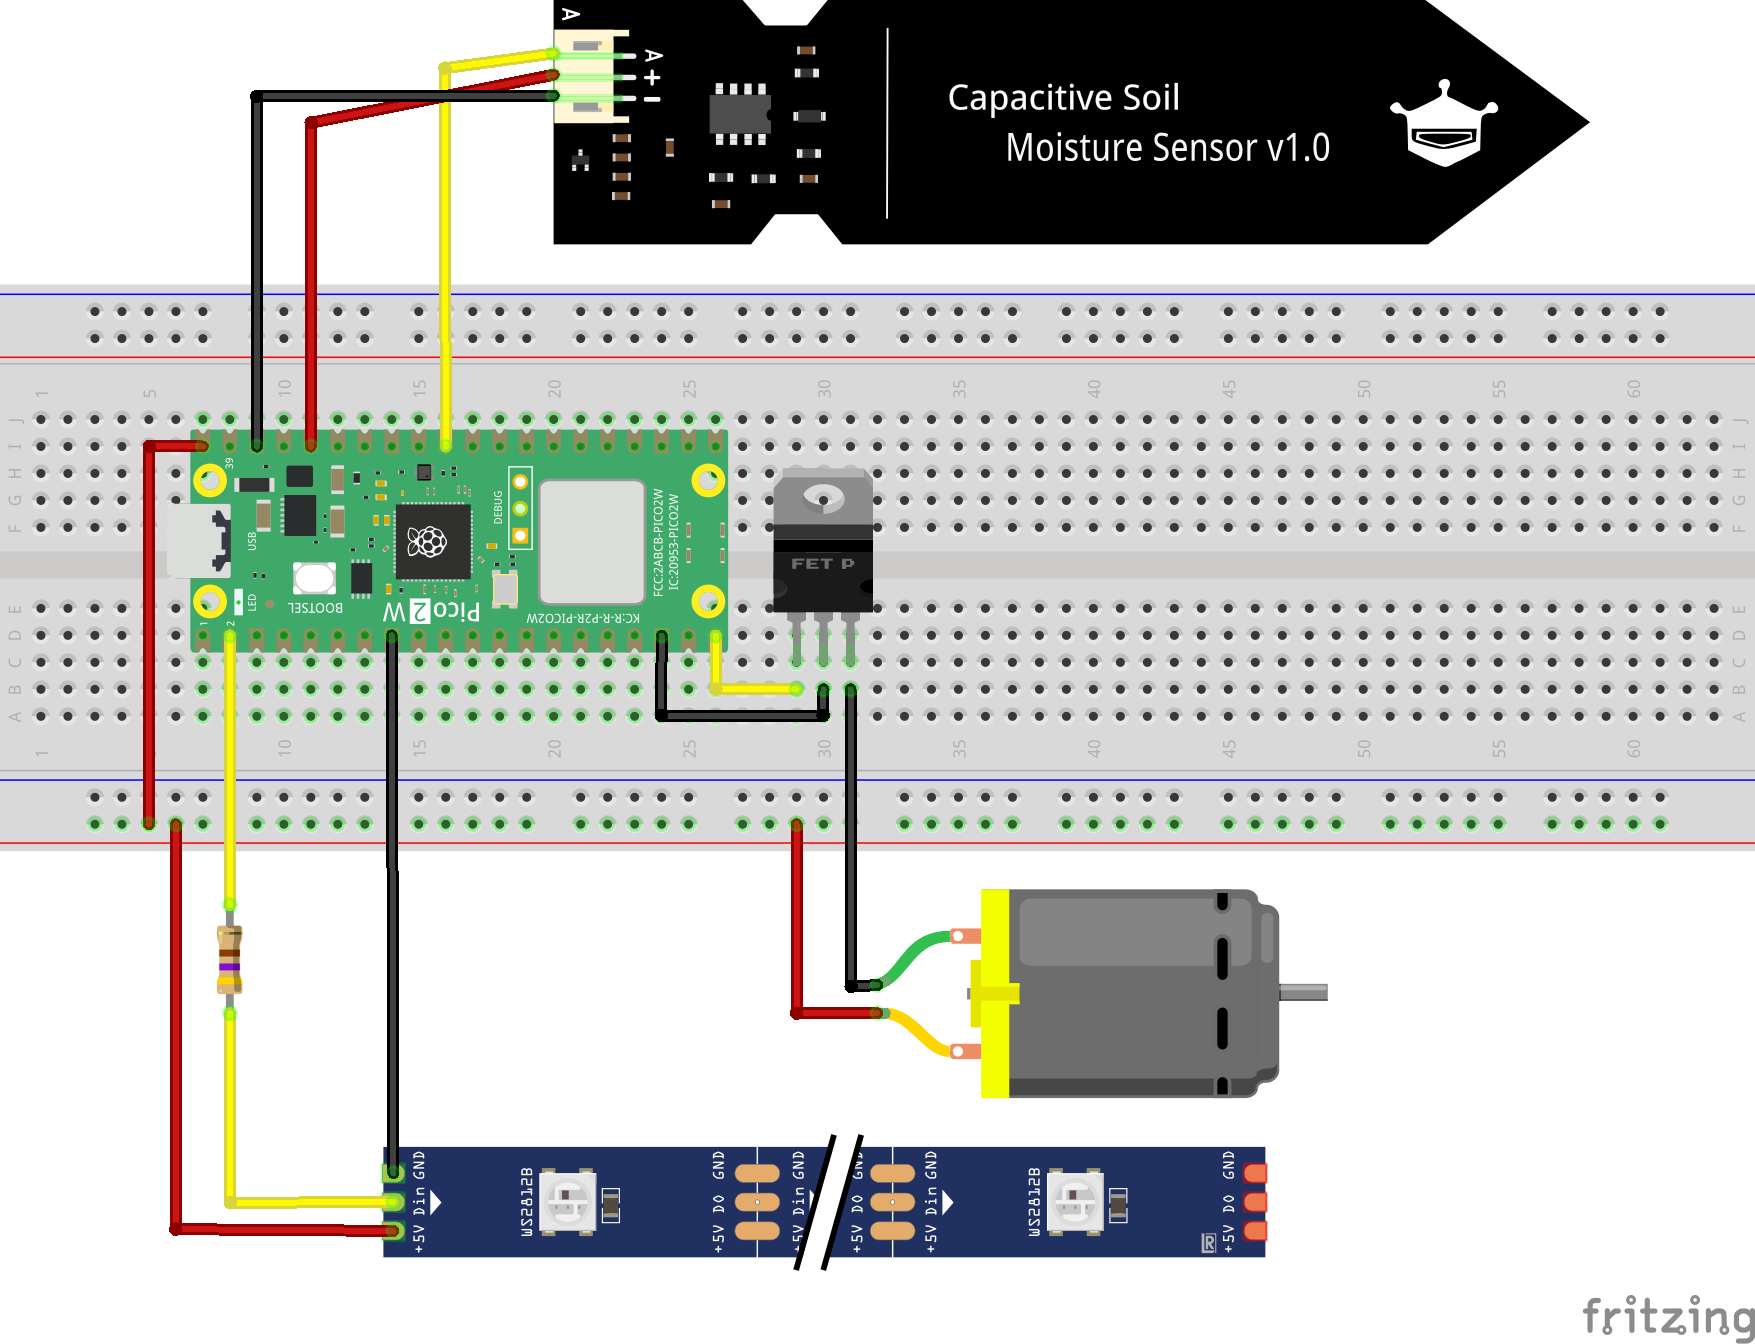 A
A
+
-
Capacitive Soil
Moisture Sensor v1.0
1 5 10 15 20 25 30 35 40 45 50 55 60
J J
I I
H H
G G
F F
39
USB
DEBUG
FCC:2ABCB-PICO2W
IC:20953-PICO2W
FET P
LED
BOOTSEL
Pico 2 W
KC:R-R-P2R-PICO2W
1
2
E E
D D
C C
B B
A A
1 10 15 20 25 30 35 40 45 50 55 60
GND GND GND GND GND GND
Din DO Din DO Din DO
+5V +5V +5V +5V +5V +5V
WS2812B WS2812B
R
fritzing